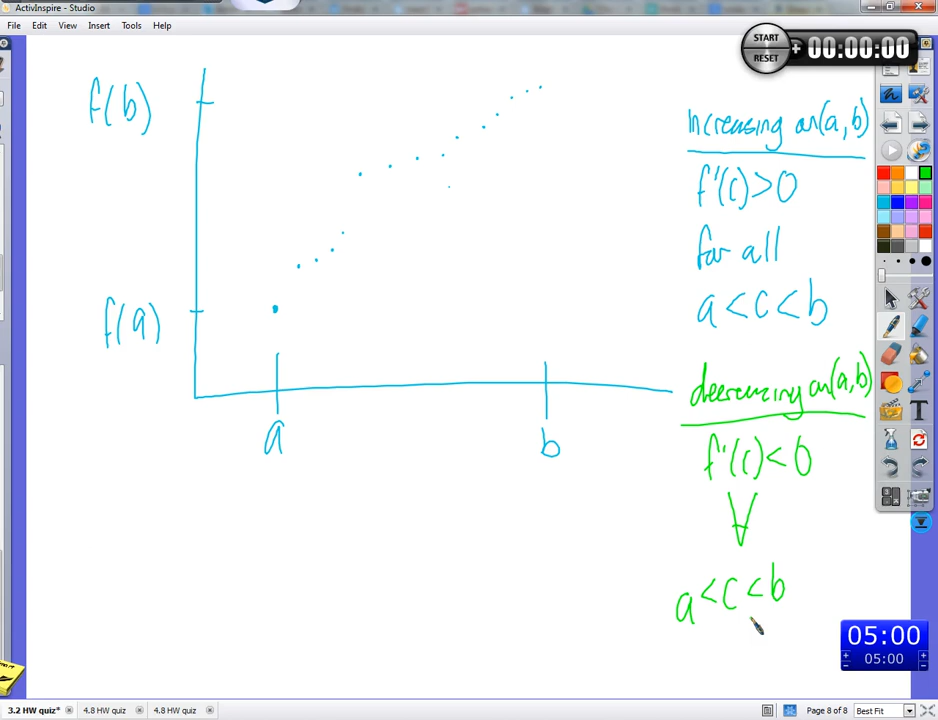 ActivInspire - Studio
File Edit View Insert Tools Help
START
RESET
00:00:00
f(b)
f(a)
a
b
increasing on (a,b)
f'(c)>0
for all
a<c<b
decreasing on (a,b)
f'(c)<0
∀
a<c<b
05:00
05:00
3.2 HW quiz* 4.8 HW quiz 4.8 HW quiz
Page 8 of 8 Best Fit